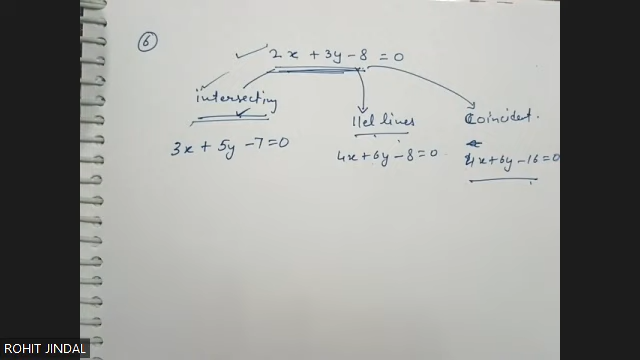 6
2x + 3y - 8 = 0
intersecting
llel lines
Coincident.
3x + 5y - 7 = 0
4x + 6y - 8 = 0
4x + 6y - 16 = 0
ROHIT JINDAL